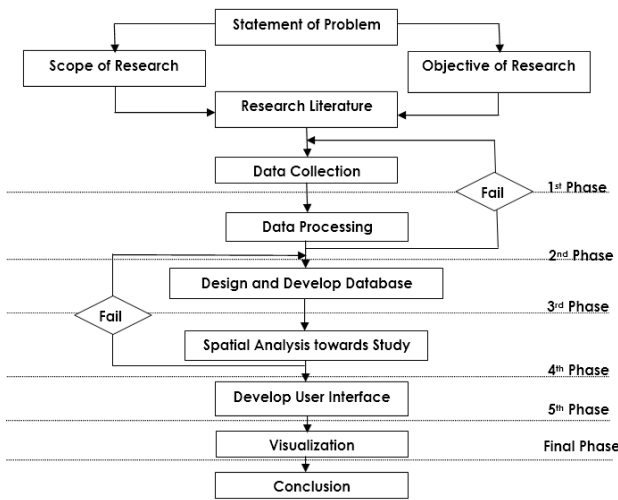 Statement of Problem
Scope of Research
Objective of Research
Research Literature
Data Collection
Fail
1st Phase
Data Processing
2nd Phase
Design and Develop Database
Fail
3rd Phase
Spatial Analysis towards Study
4th Phase
Develop User Interface
5th Phase
Visualization
Final Phase
Conclusion